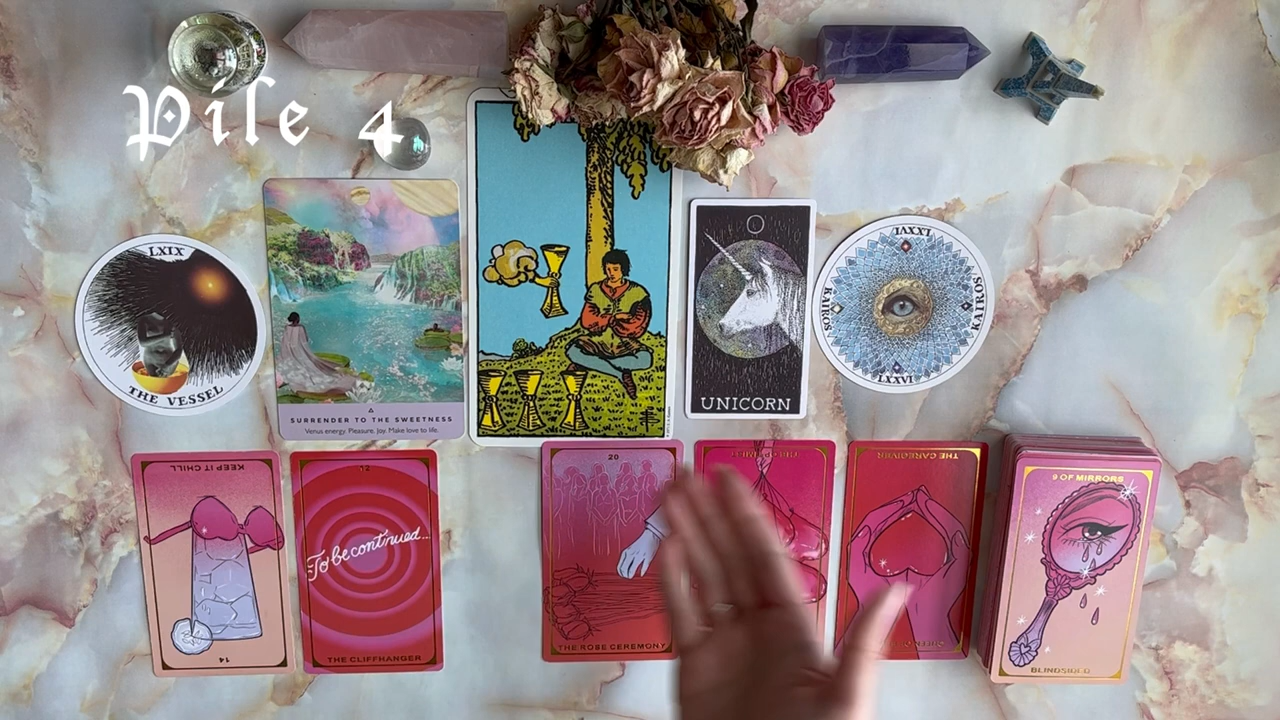 Pile 4
LXIX
THE VESSEL
SURRENDER TO THE SWEETNESS
Venus energy. Pleasure. Joy. Make love to life.
UNICORN
LXXVI
KAIROS
KAIROS
LXXVI
KEEP IT CHILL
14
12
To be continued...
THE CLIFFHANGER
20
THE ROSE CEREMONY
THE CAREGIVER
9 OF MIRRORS
BLINDSIDED